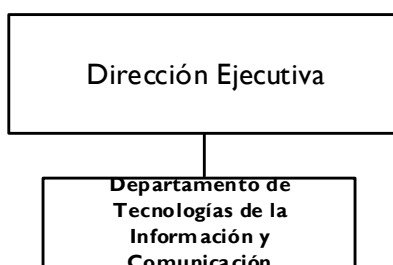 Dirección Ejecutiva
Departamento de
Tecnologías de la
Información y
Comunicación